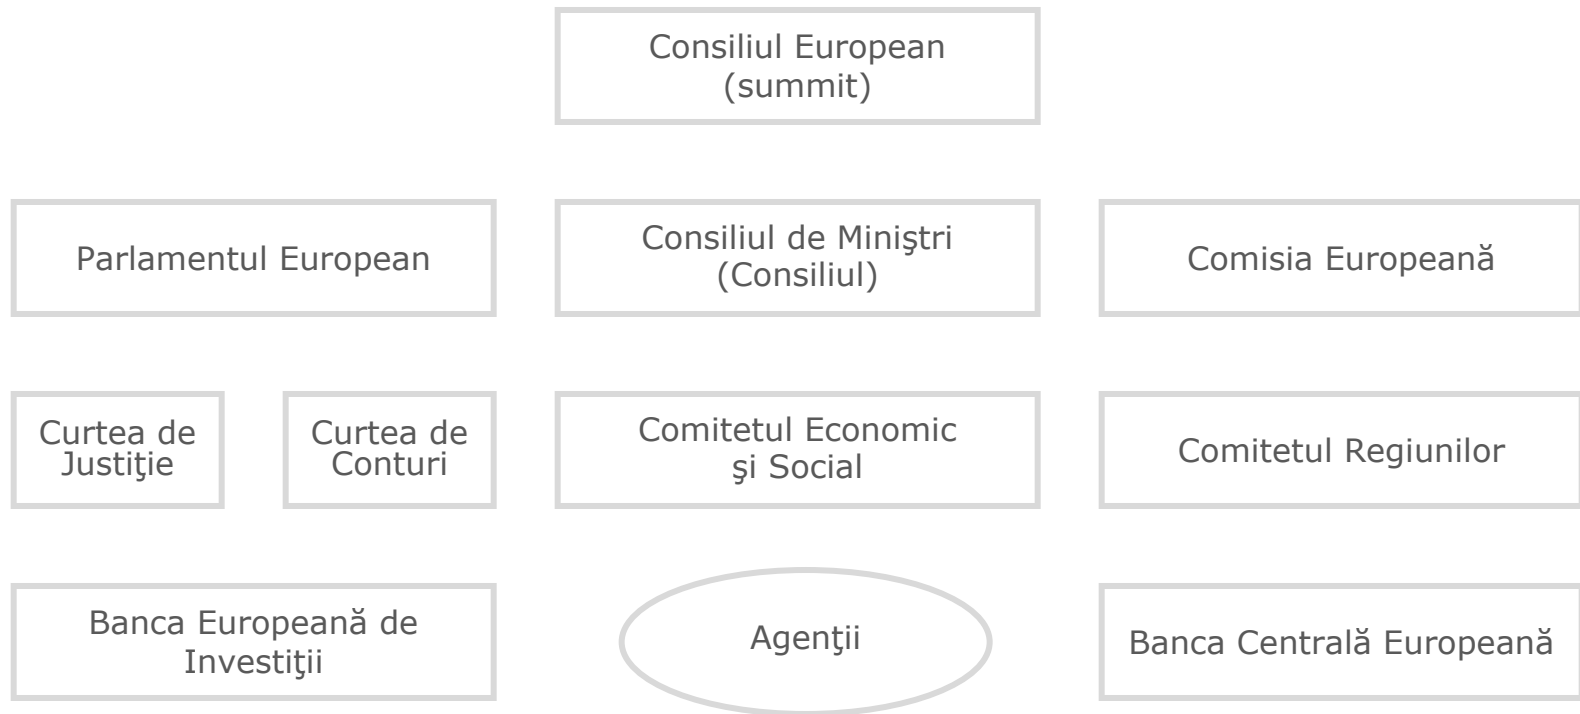 Consiliul European
(summit)
Parlamentul European
Consiliul de Miniştri
(Consiliul)
Comisia Europeană
Curtea de
Justiţie
Curtea de
Conturi
Comitetul Economic
şi Social
Comitetul Regiunilor
Banca Europeană de
Investiţii
Agenţii
Banca Centrală Europeană